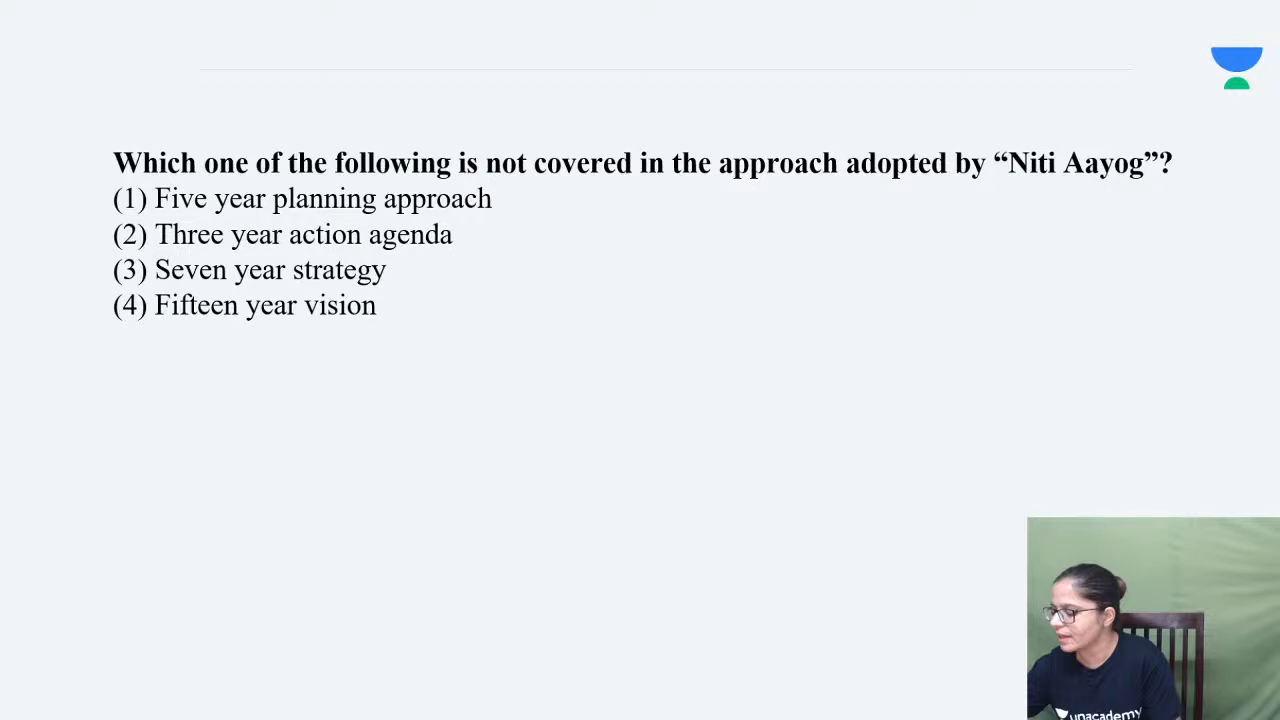 Which one of the following is not covered in the approach adopted by “Niti Aayog”?
(1) Five year planning approach
(2) Three year action agenda
(3) Seven year strategy
(4) Fifteen year vision
unacademy